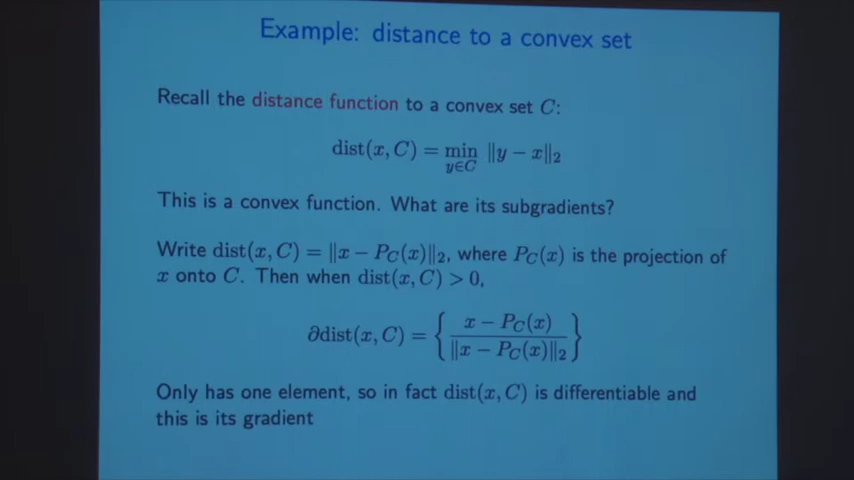 Example: distance to a convex set
Recall the distance function to a convex set C:
dist(x, C) = min_{y∈C} ‖y − x‖₂
This is a convex function. What are its subgradients?
Write dist(x, C) = ‖x − P_C(x)‖₂, where P_C(x) is the projection of
x onto C. Then when dist(x, C) > 0,
∂dist(x, C) = { (x − P_C(x)) / ‖x − P_C(x)‖₂ }
Only has one element, so in fact dist(x, C) is differentiable and
this is its gradient